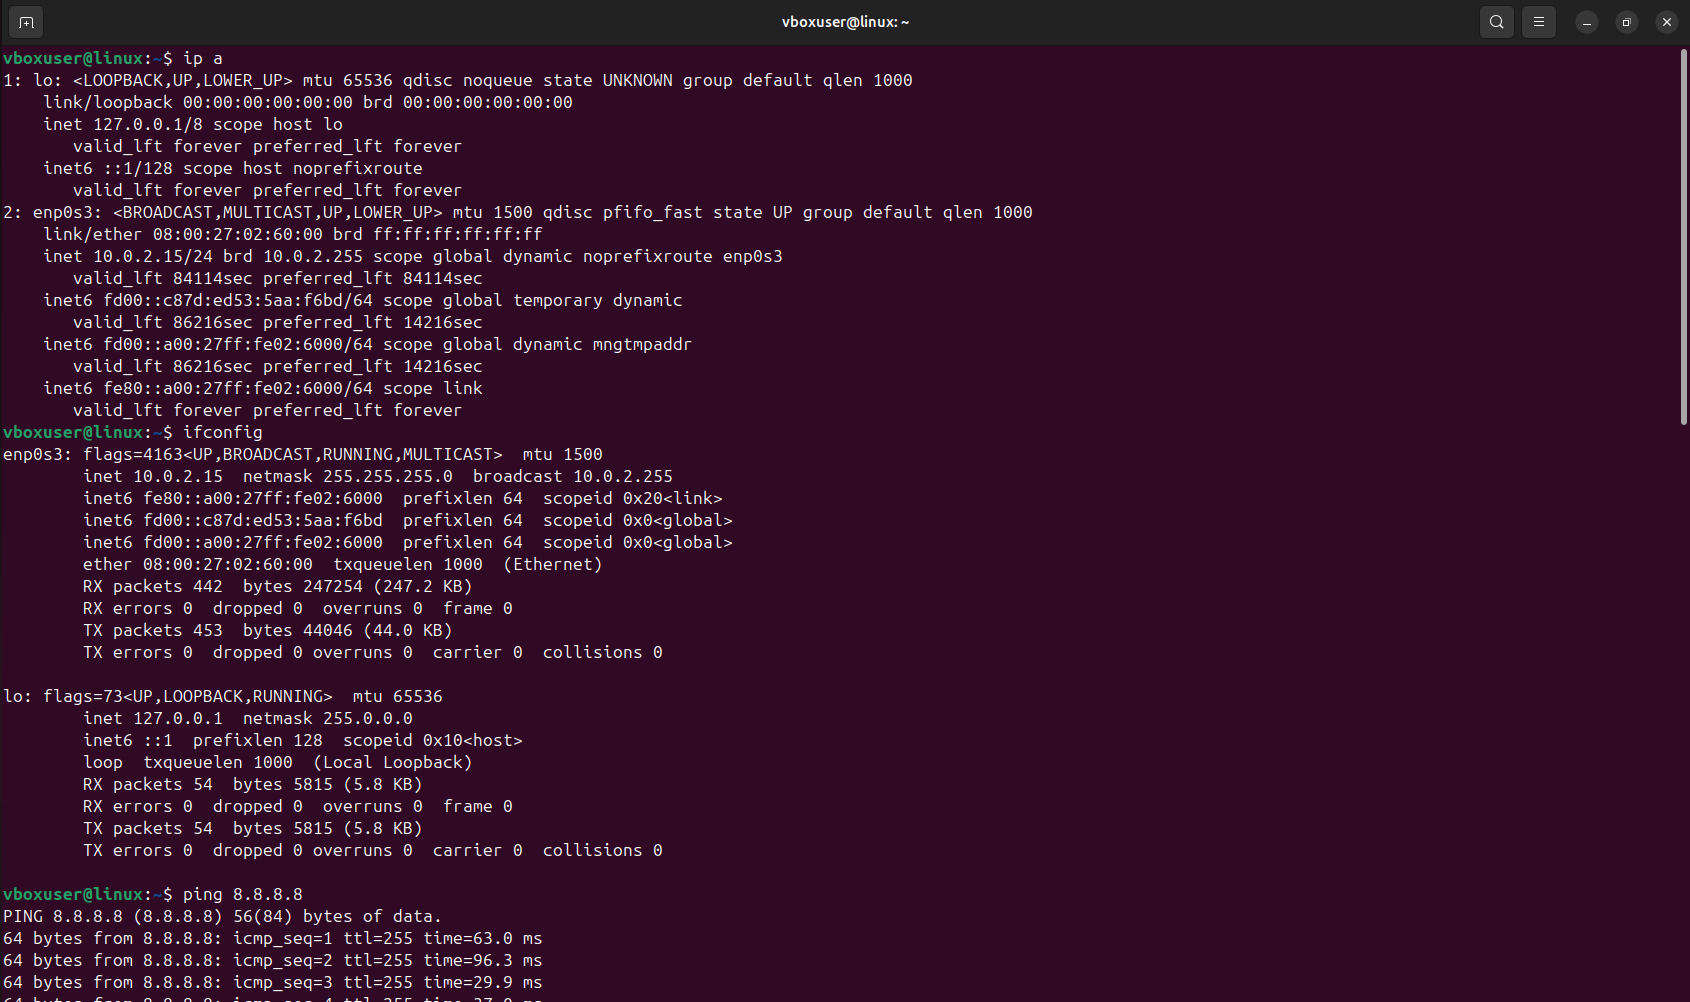 vboxuser@linux: ~
vboxuser@linux:~$ ip a
1: lo: <LOOPBACK,UP,LOWER_UP> mtu 65536 qdisc noqueue state UNKNOWN group default qlen 1000
    link/loopback 00:00:00:00:00:00 brd 00:00:00:00:00:00
    inet 127.0.0.1/8 scope host lo
       valid_lft forever preferred_lft forever
    inet6 ::1/128 scope host noprefixroute
       valid_lft forever preferred_lft forever
2: enp0s3: <BROADCAST,MULTICAST,UP,LOWER_UP> mtu 1500 qdisc pfifo_fast state UP group default qlen 1000
    link/ether 08:00:27:02:60:00 brd ff:ff:ff:ff:ff:ff
    inet 10.0.2.15/24 brd 10.0.2.255 scope global dynamic noprefixroute enp0s3
       valid_lft 84114sec preferred_lft 84114sec
    inet6 fd00::c87d:ed53:5aa:f6bd/64 scope global temporary dynamic
       valid_lft 86216sec preferred_lft 14216sec
    inet6 fd00::a00:27ff:fe02:6000/64 scope global dynamic mngtmpaddr
       valid_lft 86216sec preferred_lft 14216sec
    inet6 fe80::a00:27ff:fe02:6000/64 scope link
       valid_lft forever preferred_lft forever
vboxuser@linux:~$ ifconfig
enp0s3: flags=4163<UP,BROADCAST,RUNNING,MULTICAST>  mtu 1500
        inet 10.0.2.15  netmask 255.255.255.0  broadcast 10.0.2.255
        inet6 fe80::a00:27ff:fe02:6000  prefixlen 64  scopeid 0x20<link>
        inet6 fd00::c87d:ed53:5aa:f6bd  prefixlen 64  scopeid 0x0<global>
        inet6 fd00::a00:27ff:fe02:6000  prefixlen 64  scopeid 0x0<global>
        ether 08:00:27:02:60:00  txqueuelen 1000  (Ethernet)
        RX packets 442  bytes 247254 (247.2 KB)
        RX errors 0  dropped 0  overruns 0  frame 0
        TX packets 453  bytes 44046 (44.0 KB)
        TX errors 0  dropped 0 overruns 0  carrier 0  collisions 0

lo: flags=73<UP,LOOPBACK,RUNNING>  mtu 65536
        inet 127.0.0.1  netmask 255.0.0.0
        inet6 ::1  prefixlen 128  scopeid 0x10<host>
        loop  txqueuelen 1000  (Local Loopback)
        RX packets 54  bytes 5815 (5.8 KB)
        RX errors 0  dropped 0  overruns 0  frame 0
        TX packets 54  bytes 5815 (5.8 KB)
        TX errors 0  dropped 0 overruns 0  carrier 0  collisions 0

vboxuser@linux:~$ ping 8.8.8.8
PING 8.8.8.8 (8.8.8.8) 56(84) bytes of data.
64 bytes from 8.8.8.8: icmp_seq=1 ttl=255 time=63.0 ms
64 bytes from 8.8.8.8: icmp_seq=2 ttl=255 time=96.3 ms
64 bytes from 8.8.8.8: icmp_seq=3 ttl=255 time=29.9 ms